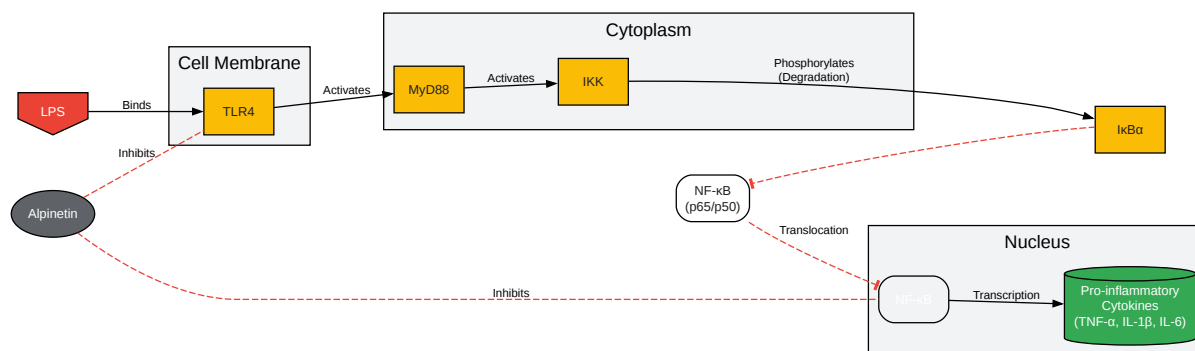 Cytoplasm
Cell Membrane
Phosphorylates
(Degradation)
Activates
IKK
MyD88
Activates
TLR4
Binds
LPS
IκBα
Inhibits
NF-κB
(p65/p50)
Alpinetin
Translocation
Nucleus
Inhibits
NF-κB
Transcription
Pro-inflammatory
Cytokines
(TNF-α, IL-1β, IL-6)